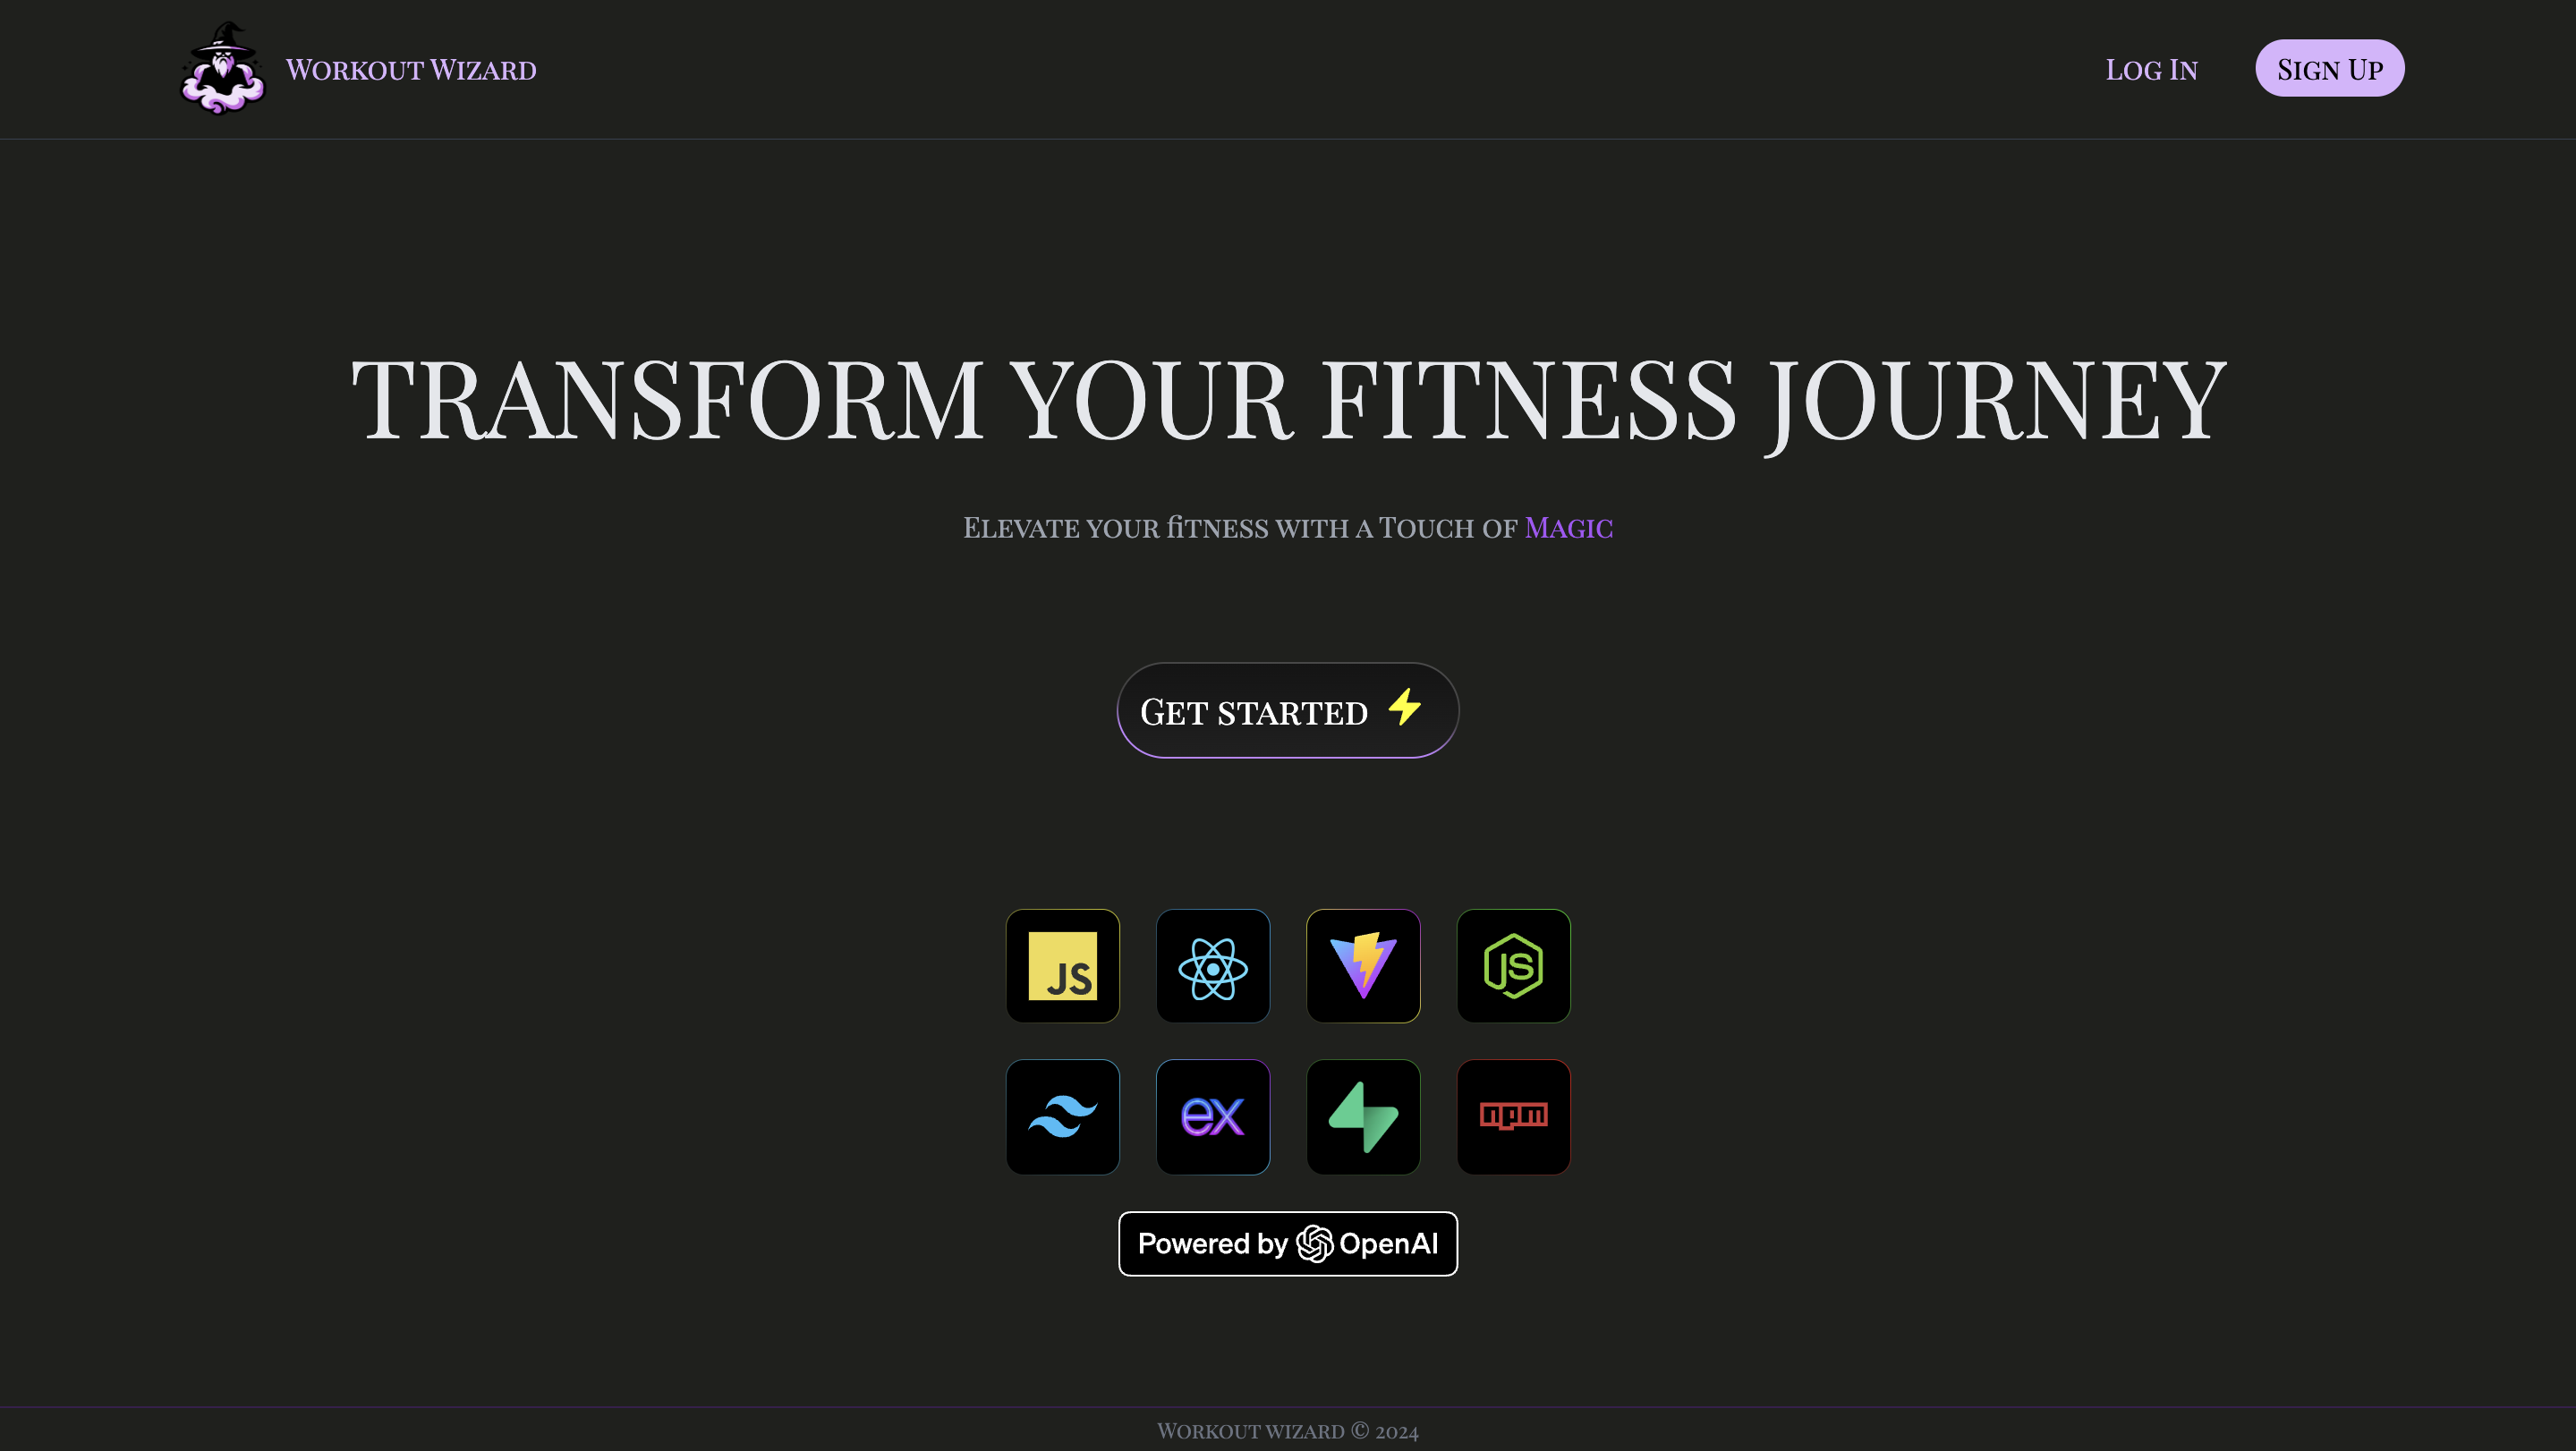 Workout Wizard
Log In
Sign Up
TRANSFORM YOUR FITNESS JOURNEY
Elevate your fitness with a Touch of Magic
Get started
JS
JS
ex
npm
Powered by OpenAI
Workout wizard © 2024